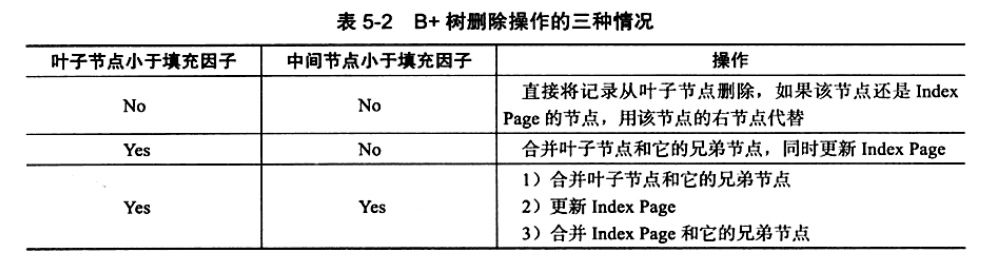 表 5-2 B+ 树删除操作的三种情况
叶子节点小于填充因子 中间节点小于填充因子 操作
No No 直接将记录从叶子节点删除，如果该节点还是 Index
Page 的节点，用该节点的右节点代替
Yes No 合并叶子节点和它的兄弟节点，同时更新 Index Page
1）合并叶子节点和它的兄弟节点
Yes Yes 2）更新 Index Page
3）合并 Index Page 和它的兄弟节点